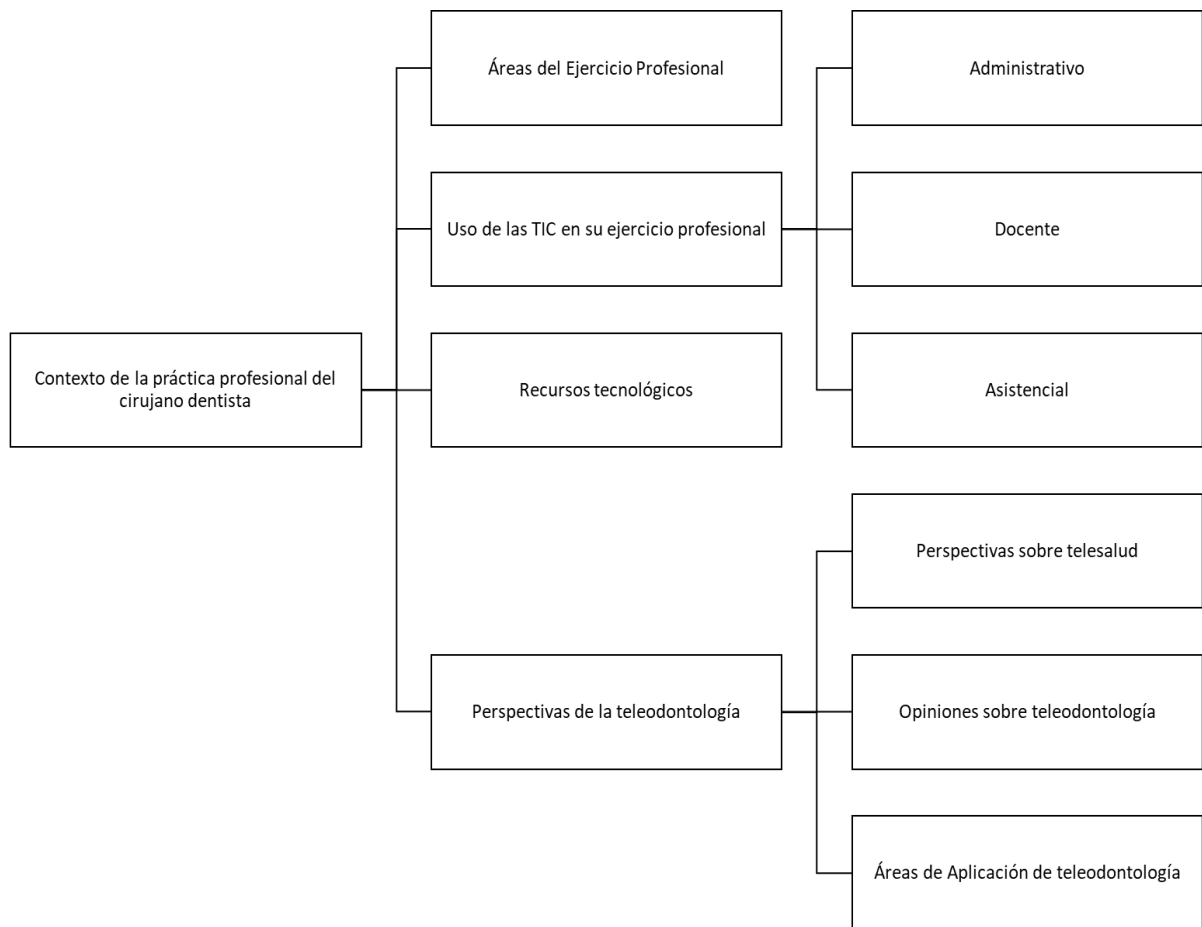 Áreas del Ejercicio Profesional
Administrativo
Uso de las TIC en su ejercicio profesional
Docente
Contexto de la práctica profesional del
cirujano dentista
Recursos tecnológicos
Asistencial
Perspectivas sobre telesalud
Perspectivas de la teleodontología
Opiniones sobre teleodontología
Áreas de Aplicación de teleodontología